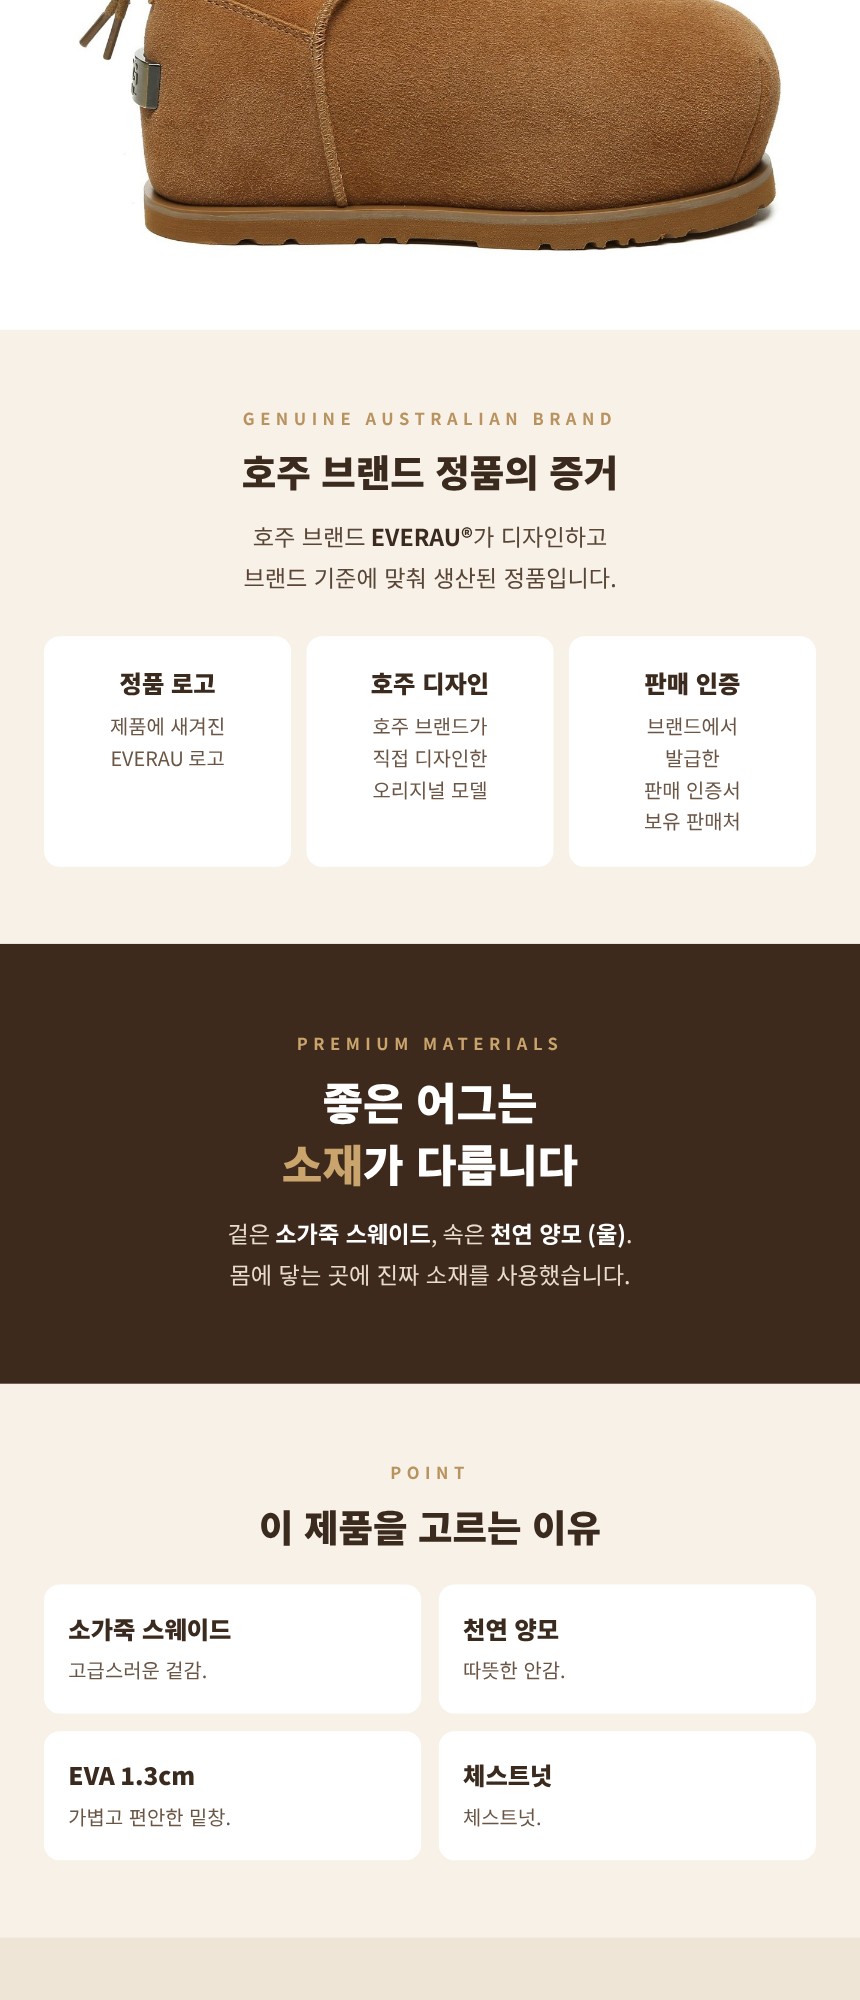 GENUINE AUSTRALIAN BRAND
호주 브랜드 정품의 증거
호주 브랜드 EVERAU®가 디자인하고
브랜드 기준에 맞춰 생산된 정품입니다.
정품 로고
제품에 새겨진
EVERAU 로고
호주 디자인
호주 브랜드가
직접 디자인한
오리지널 모델
판매 인증
브랜드에서
발급한
판매 인증서
보유 판매처
PREMIUM MATERIALS
좋은 어그는
소재가 다릅니다
겉은 소가죽 스웨이드, 속은 천연 양모 (울).
몸에 닿는 곳에 진짜 소재를 사용했습니다.
POINT
이 제품을 고르는 이유
소가죽 스웨이드
고급스러운 겉감.
천연 양모
따뜻한 안감.
EVA 1.3cm
가볍고 편안한 밑창.
체스트넛
체스트넛.